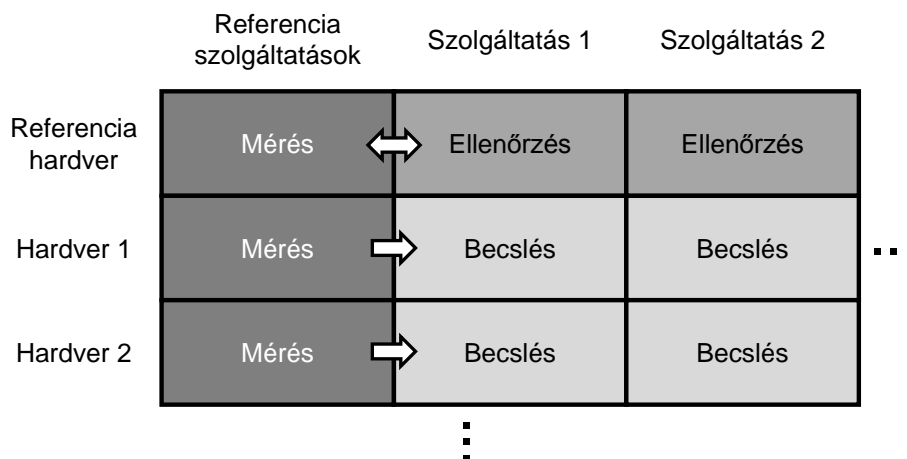 Referencia
szolgáltatások
Szolgáltatás 1
Szolgáltatás 2
Referencia
hardver
Mérés
Ellenőrzés
Ellenőrzés
Hardver 1
Mérés
Becslés
Becslés
Hardver 2
Mérés
Becslés
Becslés